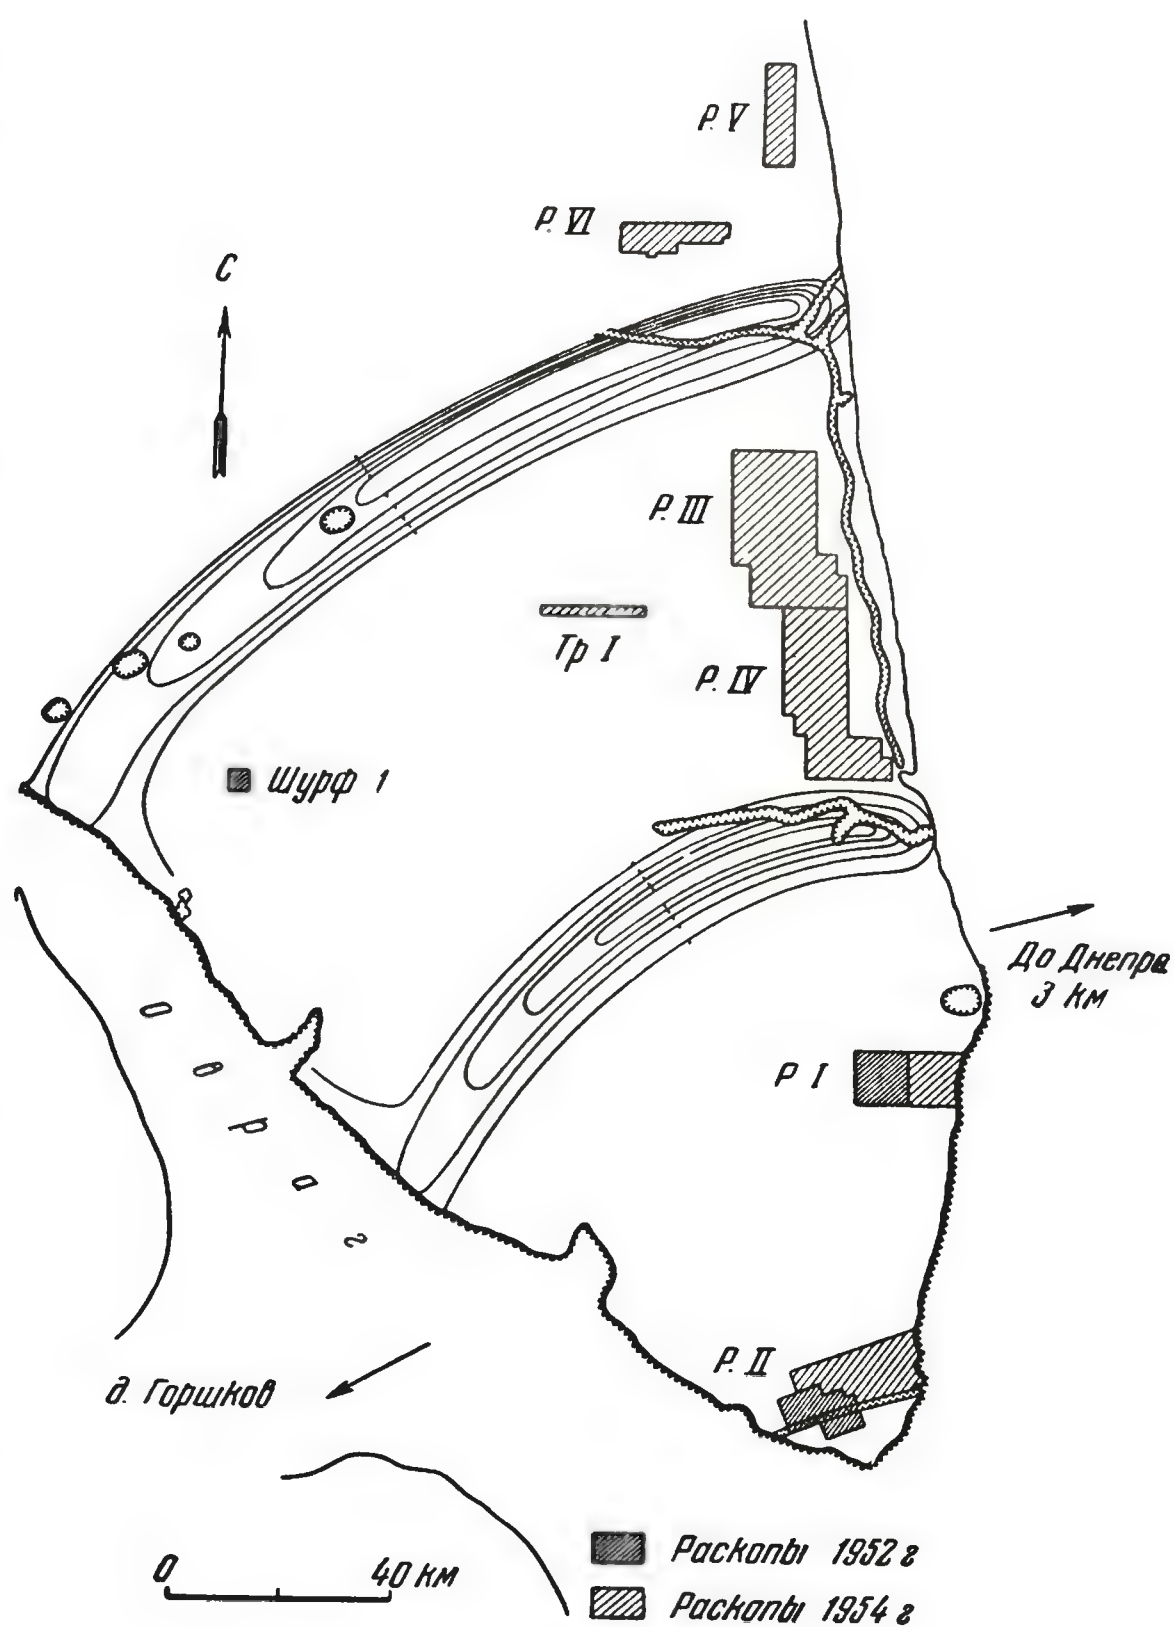 Р. V
Р. VI
С
Р. III
Тр I
Р. IV
Шурф 1
До Днепра
3 км
Р I
Овраг
Р. II
д. Горшков
0 40 км
Раскопы 1952 г
Раскопы 1954 г